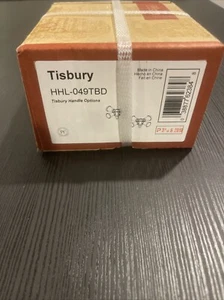 Tisbury
HHL-049TBD
Tisbury Handle Options
Made in China
Hecho en China
Fait en Chine